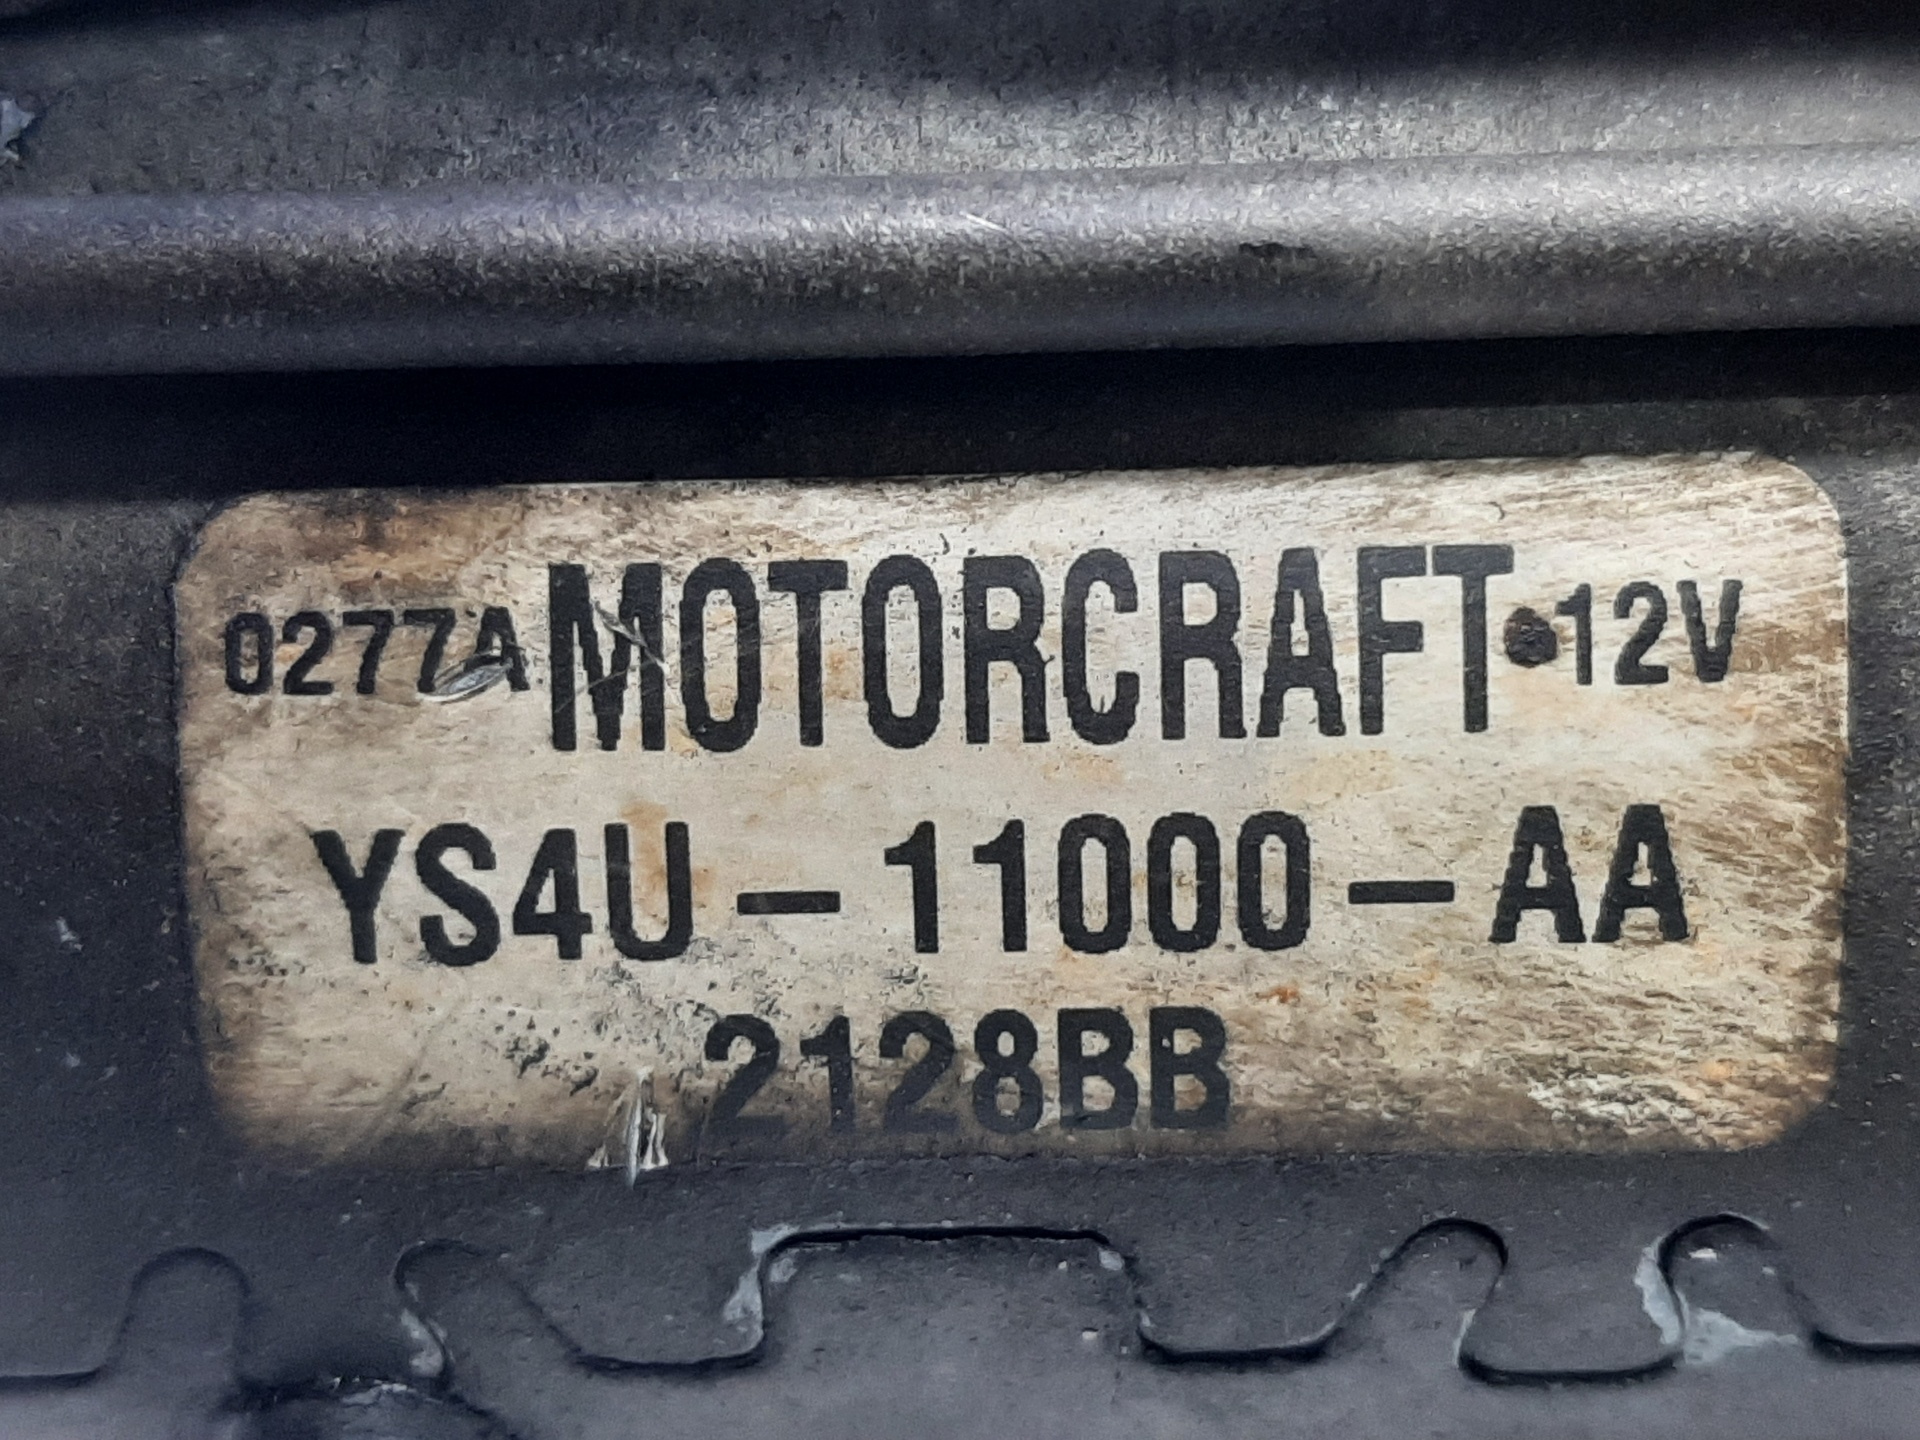 0277A MOTORCRAFT•12V
YS4U-11000-AA
2128BB